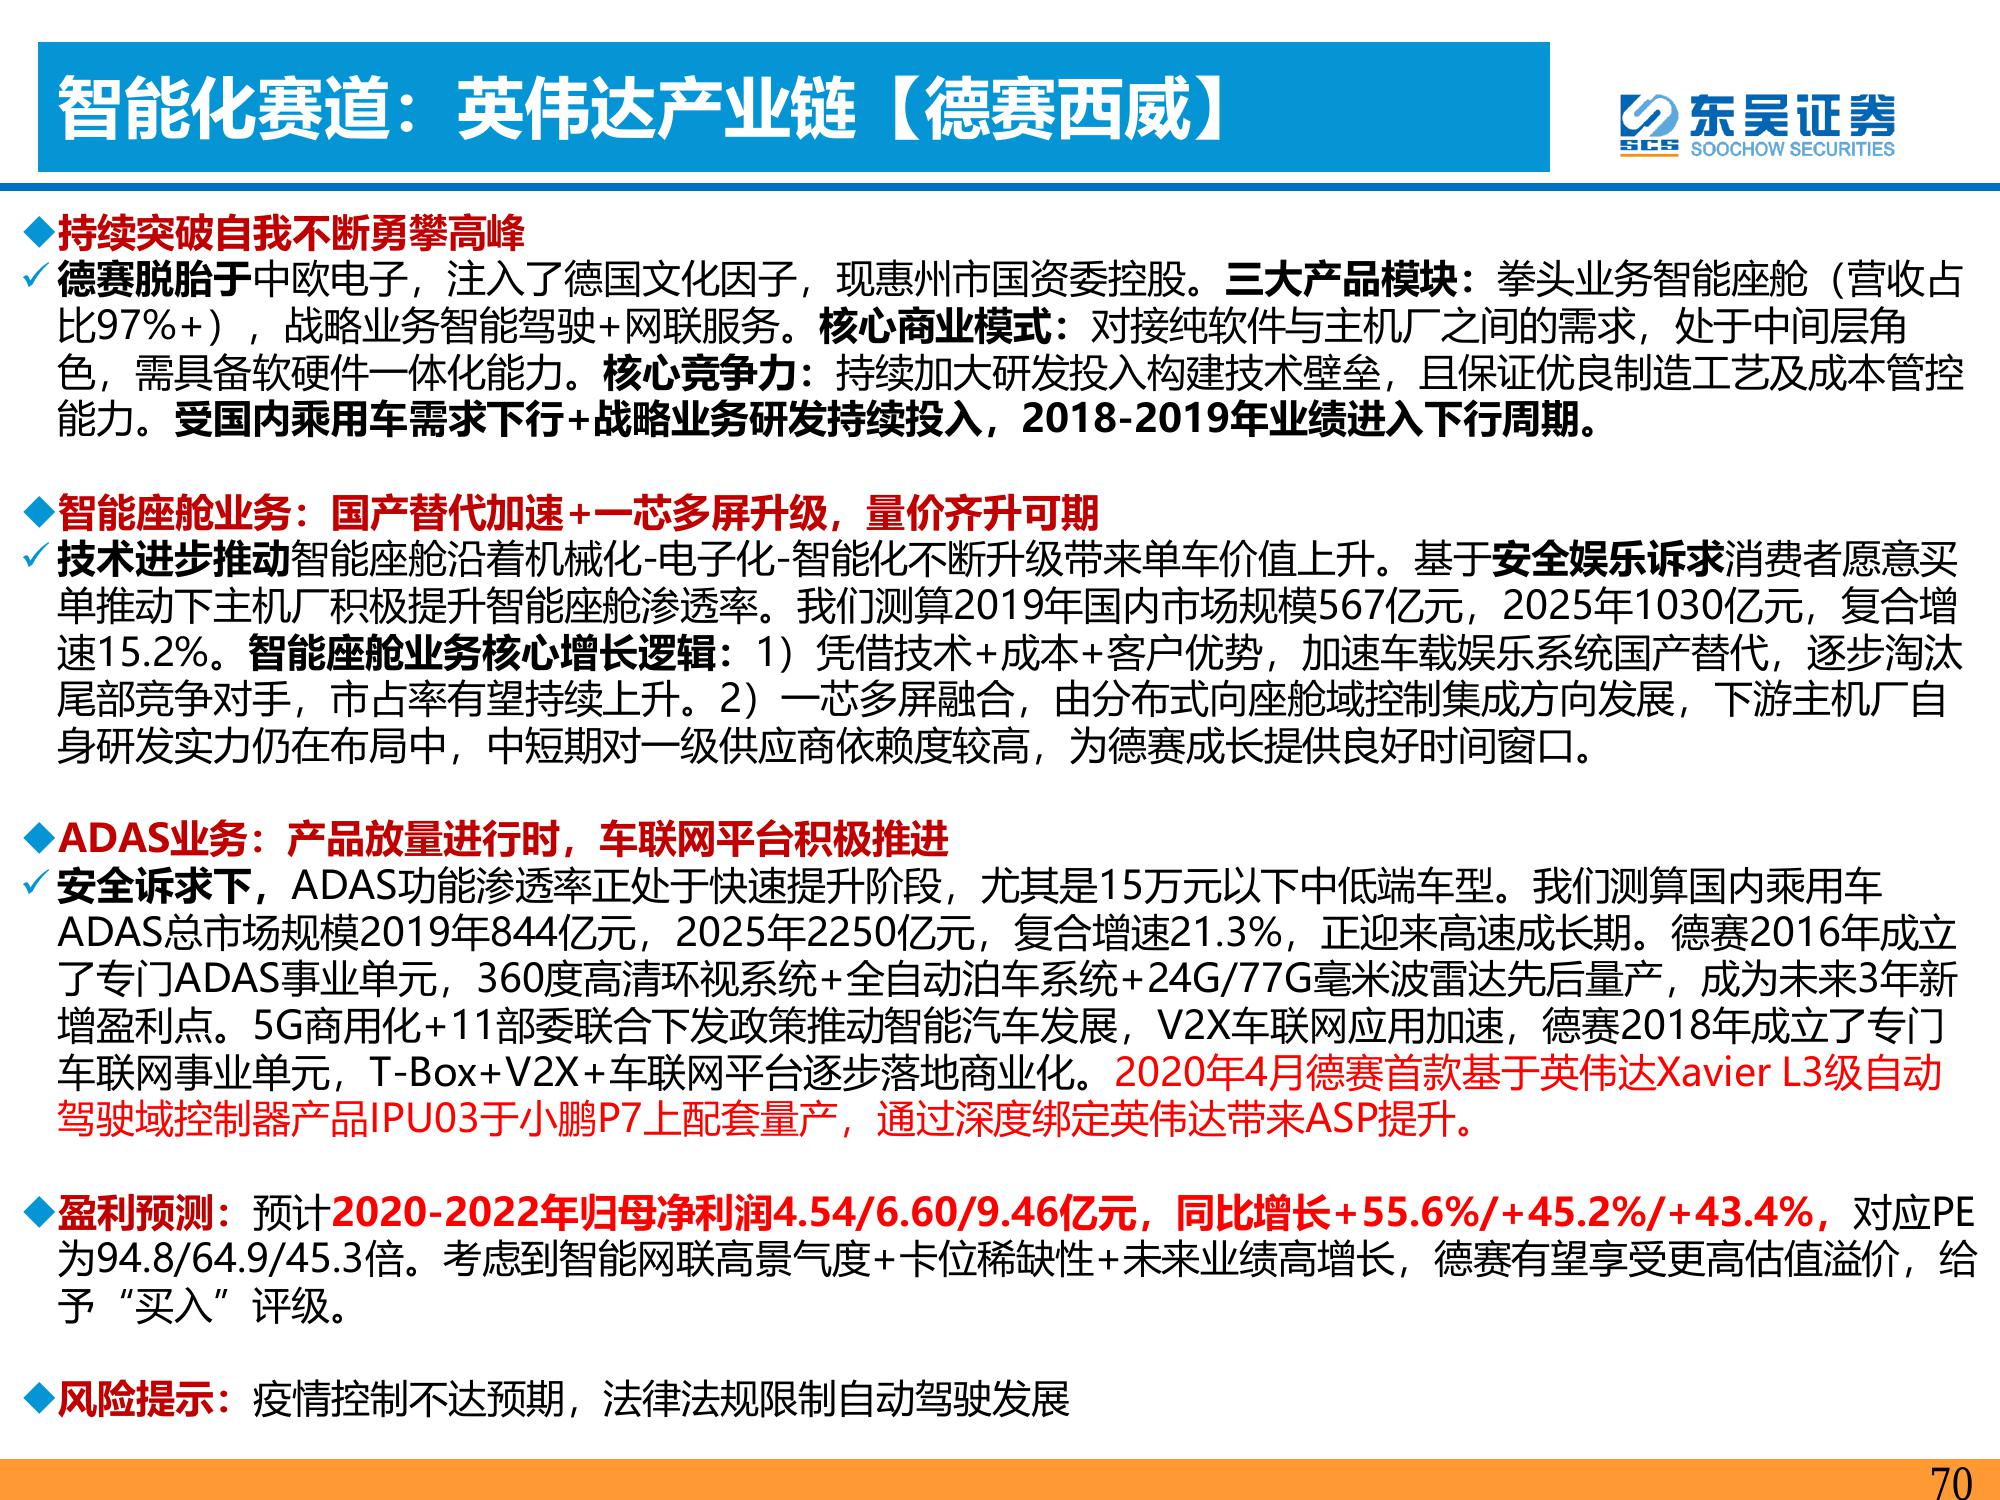 智能化赛道：英伟达产业链【德赛西威】
东吴证券
SCS
SOOCHOW SECURITIES
◆持续突破自我不断勇攀高峰
✓德赛脱胎于中欧电子，注入了德国文化因子，现惠州市国资委控股。三大产品模块：拳头业务智能座舱（营收占
比97%+），战略业务智能驾驶+网联服务。核心商业模式：对接纯软件与主机厂之间的需求，处于中间层角
色，需具备软硬件一体化能力。核心竞争力：持续加大研发投入构建技术壁垒，且保证优良制造工艺及成本管控
能力。受国内乘用车需求下行+战略业务研发持续投入，2018-2019年业绩进入下行周期。
◆智能座舱业务：国产替代加速+一芯多屏升级，量价齐升可期
✓技术进步推动智能座舱沿着机械化-电子化-智能化不断升级带来单车价值上升。基于安全娱乐诉求消费者愿意买
单推动下主机厂积极提升智能座舱渗透率。我们测算2019年国内市场规模567亿元，2025年1030亿元，复合增
速15.2%。智能座舱业务核心增长逻辑：1）凭借技术+成本+客户优势，加速车载娱乐系统国产替代，逐步淘汰
尾部竞争对手，市占率有望持续上升。2）一芯多屏融合，由分布式向座舱域控制集成方向发展，下游主机厂自
身研发实力仍在布局中，中短期对一级供应商依赖度较高，为德赛成长提供良好时间窗口。
◆ADAS业务：产品放量进行时，车联网平台积极推进
✓安全诉求下，ADAS功能渗透率正处于快速提升阶段，尤其是15万元以下中低端车型。我们测算国内乘用车
ADAS总市场规模2019年844亿元，2025年2250亿元，复合增速21.3%，正迎来高速成长期。德赛2016年成立
了专门ADAS事业单元，360度高清环视系统+全自动泊车系统+24G/77G毫米波雷达先后量产，成为未来3年新
增盈利点。5G商用化+11部委联合下发政策推动智能汽车发展，V2X车联网应用加速，德赛2018年成立了专门
车联网事业单元，T-Box+V2X+车联网平台逐步落地商业化。2020年4月德赛首款基于英伟达Xavier L3级自动
驾驶域控制器产品IPU03于小鹏P7上配套量产，通过深度绑定英伟达带来ASP提升。
◆盈利预测：预计2020-2022年归母净利润4.54/6.60/9.46亿元，同比增长+55.6%/+45.2%/+43.4%，对应PE
为94.8/64.9/45.3倍。考虑到智能网联高景气度+卡位稀缺性+未来业绩高增长，德赛有望享受更高估值溢价，给
予“买入”评级。
◆风险提示：疫情控制不达预期，法律法规限制自动驾驶发展
70